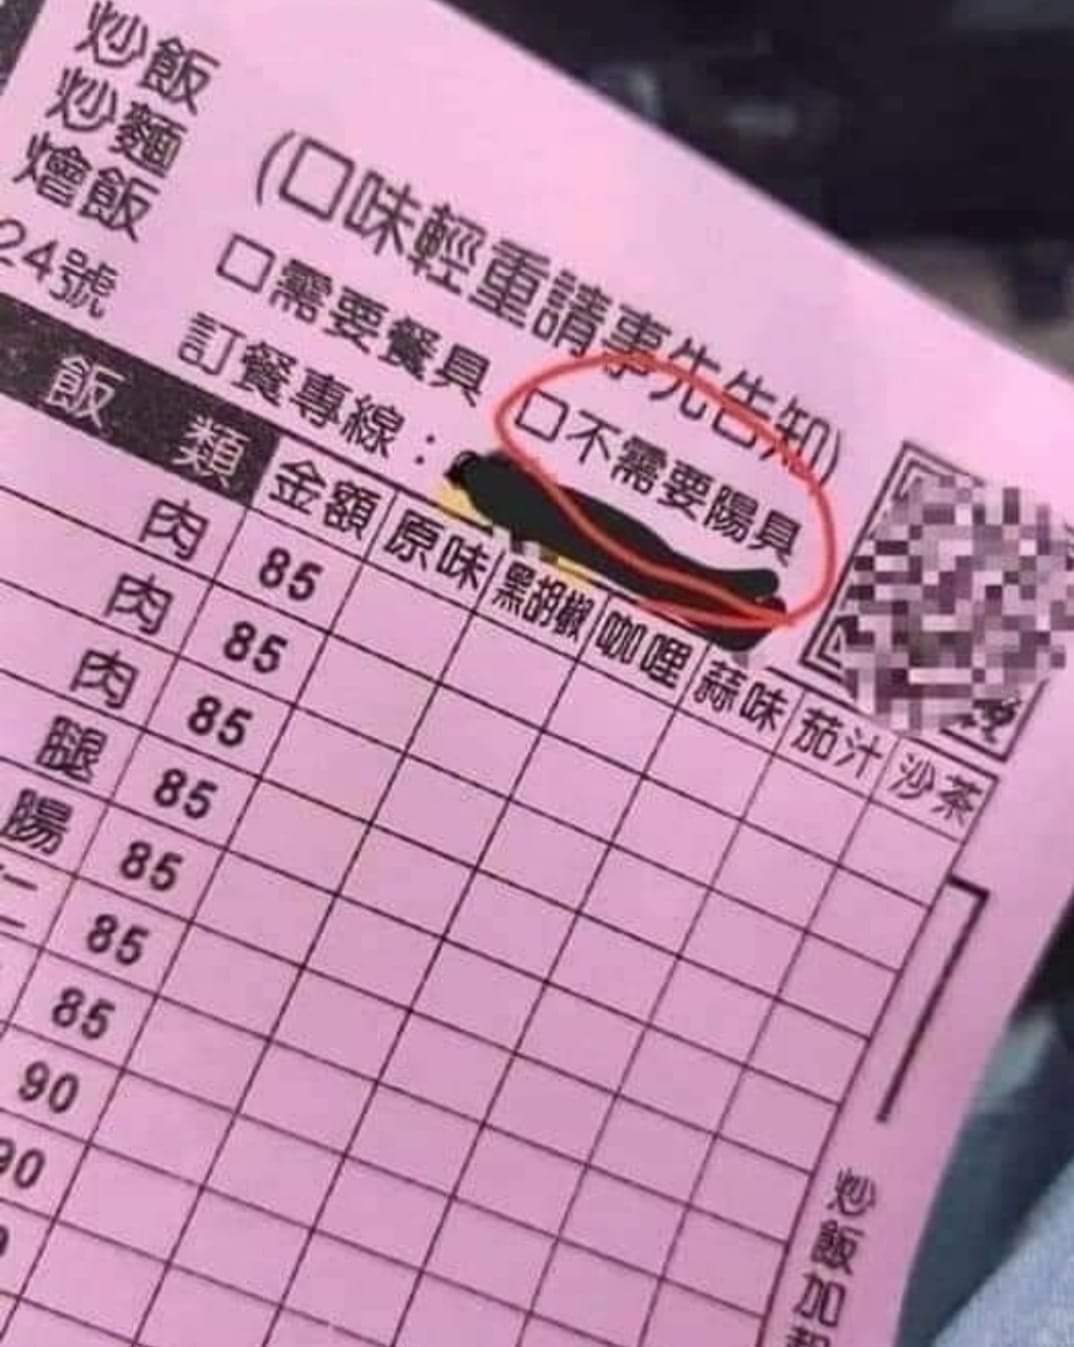 炒飯
炒麵
燴飯
(口味輕重請事先告知)
24號
□需要餐具 □不需要陽具
訂餐專線：
飯類 金額 原味 黑胡椒 咖哩 蒜味 茄汁 沙茶
肉 85
肉 85
肉 85
腿 85
腸 85
仁 85
85
90
90
炒飯加